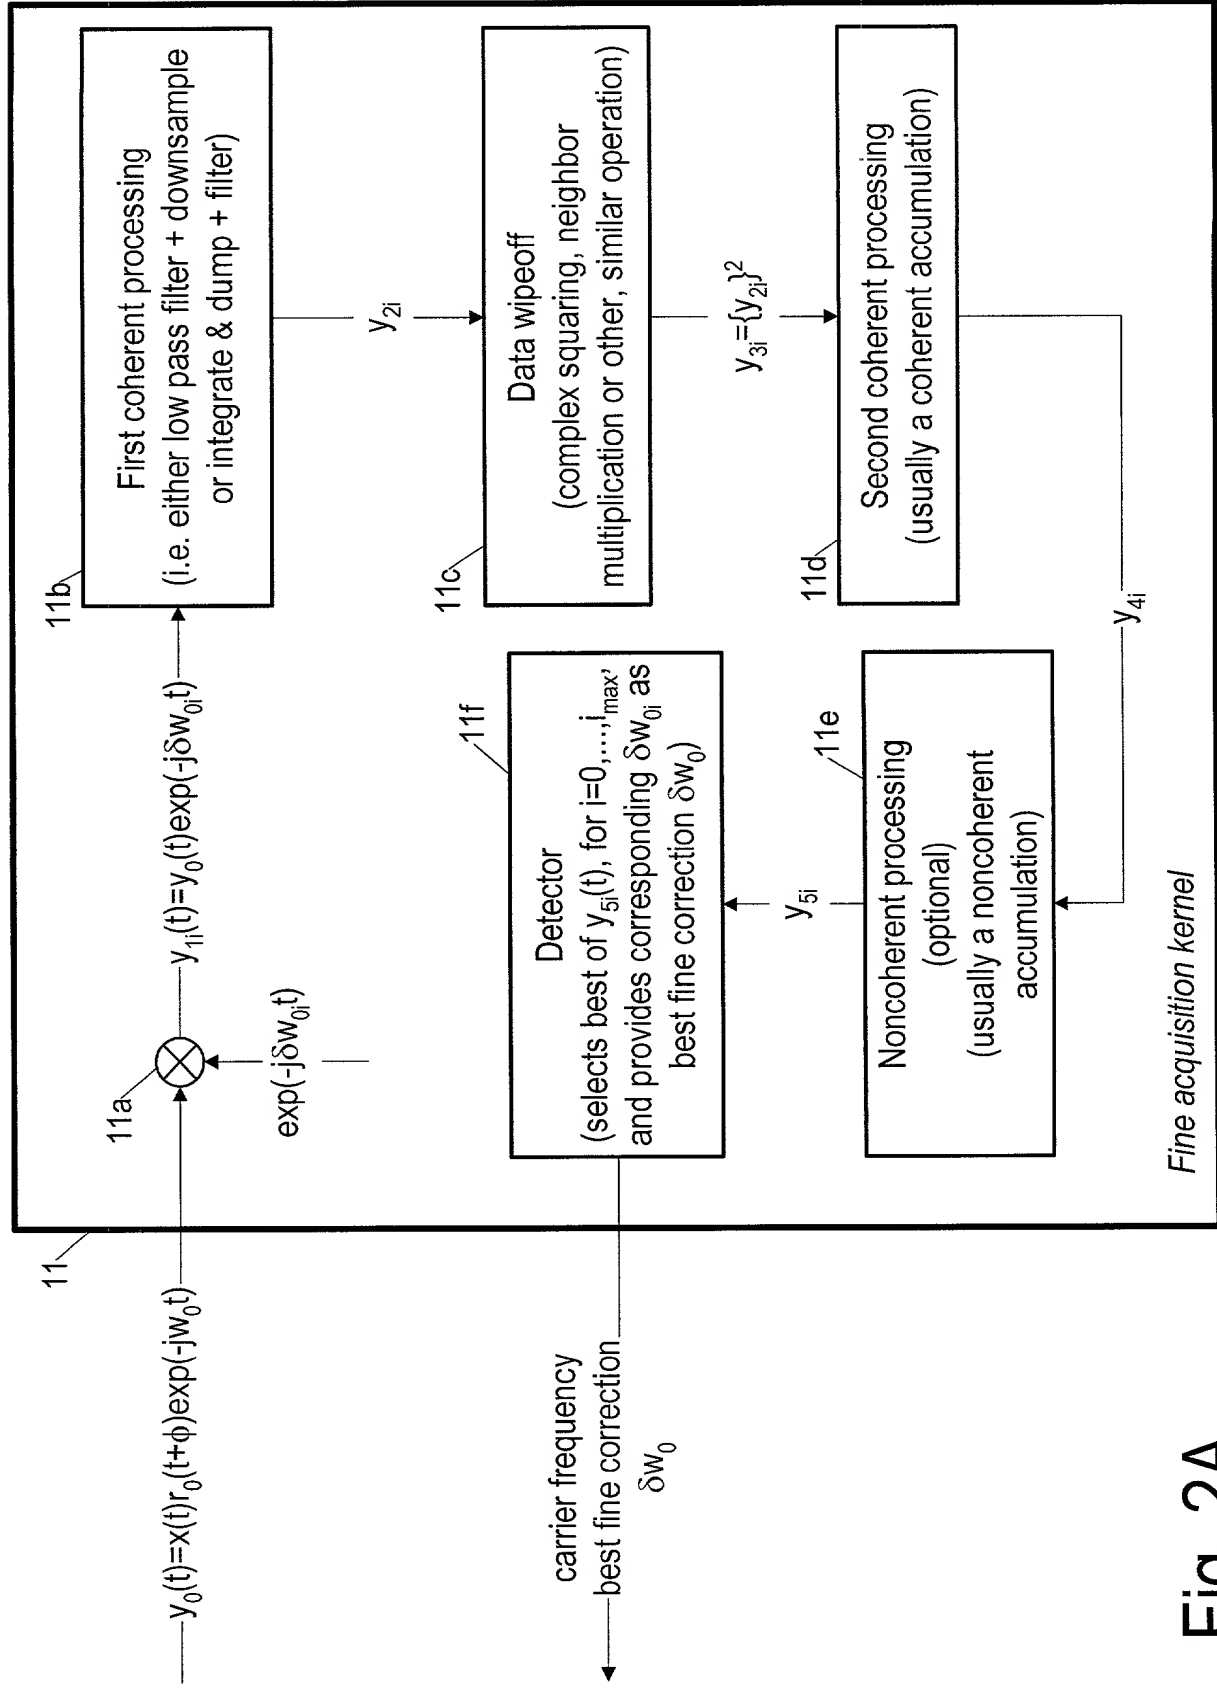 11
y₀(t)=x(t)r₀(t+ϕ)exp(-jw₀t)
11a
exp(-jδw₀ᵢt)
y₁ᵢ(t)=y₀(t)exp(-jδw₀ᵢt)
11b
First coherent processing
(i.e. either low pass filter + downsample
or integrate & dump + filter)
y₂ᵢ
11c
Data wipeoff
(complex squaring, neighbor
multiplication or other, similar operation)
y₃ᵢ={y₂ᵢ}²
11d
Second coherent processing
(usually a coherent accumulation)
y₄ᵢ
11e
Noncoherent processing
(optional)
(usually a noncoherent
accumulation)
y₅ᵢ
11f
Detector
(selects best of y₅ᵢ(t), for i=0,...,i_max,
and provides corresponding δw₀ᵢ as
best fine correction δw₀)
carrier frequency
best fine correction
δw₀
Fine acquisition kernel
Fig. 2A